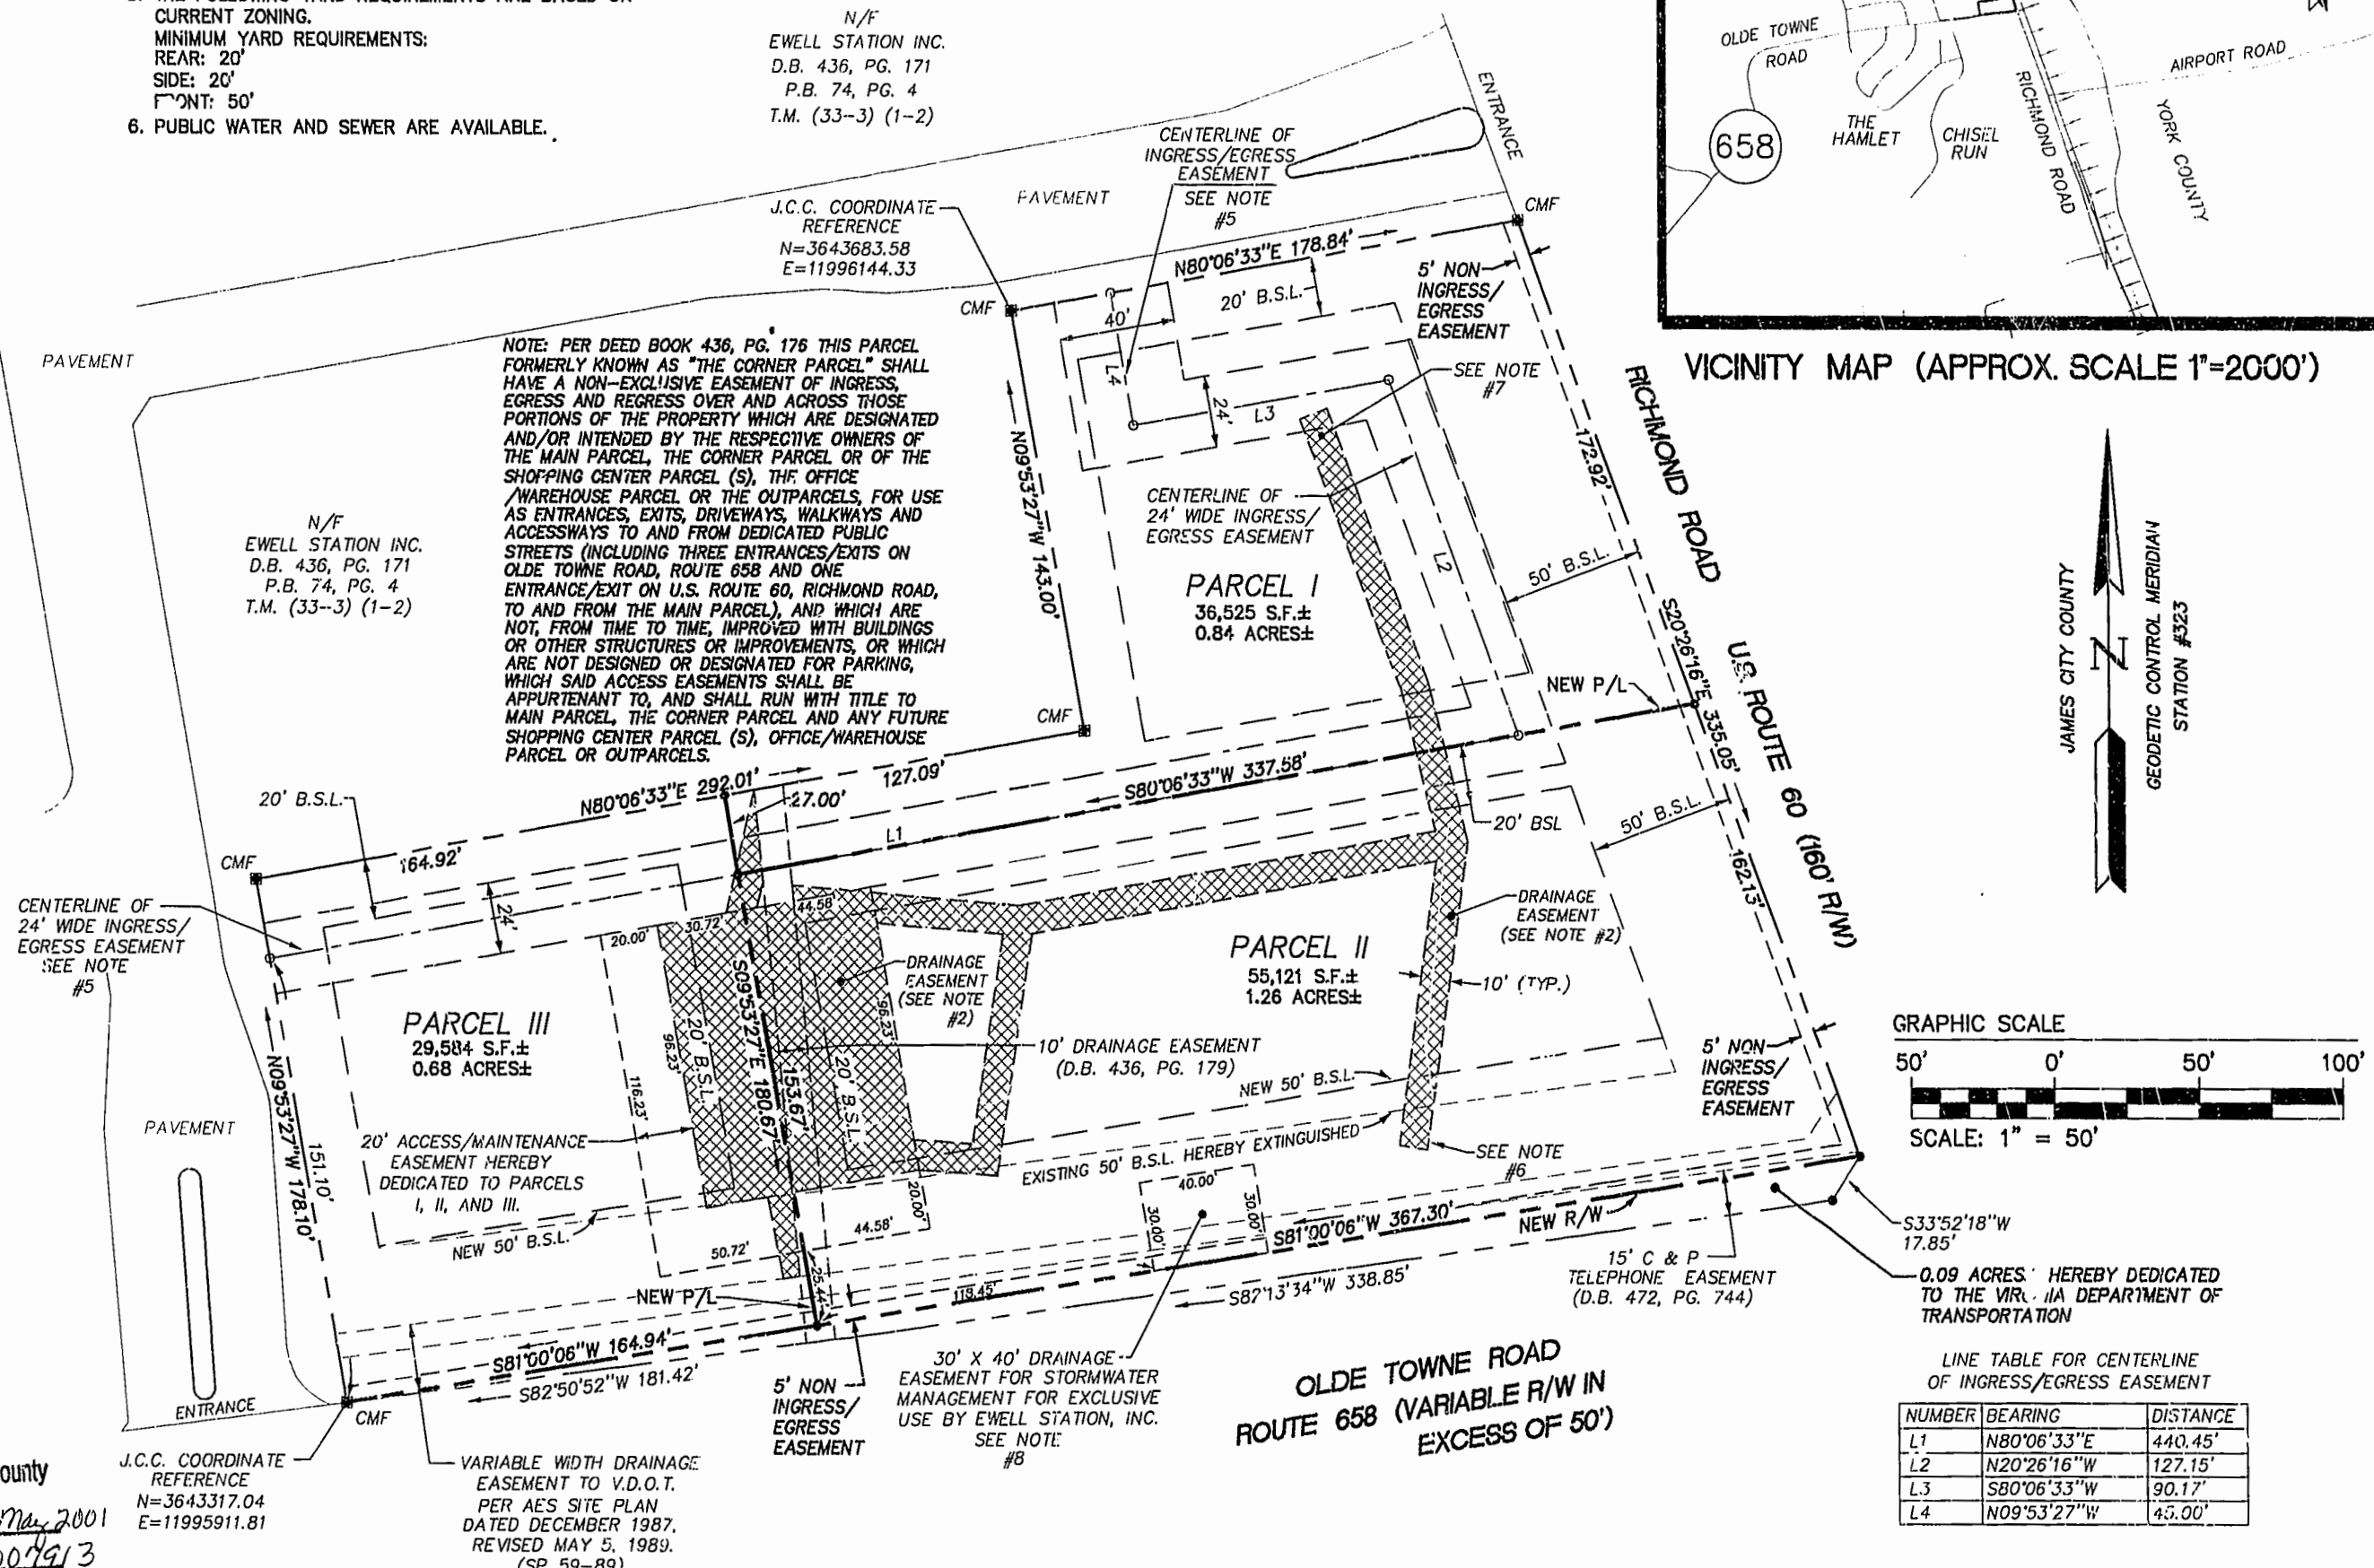 CURRENT ZONING.
MINIMUM YARD REQUIREMENTS:
REAR: 20'
SIDE: 20'
FRONT: 50'
6. PUBLIC WATER AND SEWER ARE AVAILABLE.
N/F
EWELL STATION INC.
D.B. 436, PG. 171
P.B. 74, PG. 4
T.M. (33--3) (1-2)
CENTERLINE OF
INGRESS/EGRESS
EASEMENT
SEE NOTE
#5
ENTRANCE
PAVEMENT
J.C.C. COORDINATE
REFERENCE
N=3643683.58
E=11996144.33
CMF
CMF
N80°06'33"E 178.84'
20' B.S.L.
40'
L4
24'
L3
5' NON
INGRESS/
EGRESS
EASEMENT
SEE NOTE
#7
OLDE TOWNE
ROAD
AIRPORT ROAD
RICHMOND ROAD
YORK COUNTY
THE
HAMLET
CHISEL
RUN
658
VICINITY MAP (APPROX. SCALE 1"=2000')
PAVEMENT
NOTE: PER DEED BOOK 436, PG. 176 THIS PARCEL
FORMERLY KNOWN AS "THE CORNER PARCEL" SHALL
HAVE A NON-EXCLUSIVE EASEMENT OF INGRESS,
EGRESS AND REGRESS OVER AND ACROSS THOSE
PORTIONS OF THE PROPERTY WHICH ARE DESIGNATED
AND/OR INTENDED BY THE RESPECTIVE OWNERS OF
THE MAIN PARCEL, THE CORNER PARCEL OR OF THE
SHOPPING CENTER PARCEL (S), THE OFFICE
/WAREHOUSE PARCEL OR THE OUTPARCELS, FOR USE
AS ENTRANCES, EXITS, DRIVEWAYS, WALKWAYS AND
ACCESSWAYS TO AND FROM DEDICATED PUBLIC
STREETS (INCLUDING THREE ENTRANCES/EXITS ON
OLDE TOWNE ROAD, ROUTE 658 AND ONE
ENTRANCE/EXIT ON U.S. ROUTE 60, RICHMOND ROAD,
TO AND FROM THE MAIN PARCEL), AND WHICH ARE
NOT, FROM TIME TO TIME, IMPROVED WITH BUILDINGS
OR OTHER STRUCTURES OR IMPROVEMENTS, OR WHICH
ARE NOT DESIGNED OR DESIGNATED FOR PARKING,
WHICH SAID ACCESS EASEMENTS SHALL BE
APPURTENANT TO, AND SHALL RUN WITH TITLE TO
MAIN PARCEL, THE CORNER PARCEL AND ANY FUTURE
SHOPPING CENTER PARCEL (S), OFFICE/WAREHOUSE
PARCEL OR OUTPARCELS.
N/F
EWELL STATION INC.
D.B. 436, PG. 171
P.B. 74, PG. 4
T.M. (33--3) (1-2)
N09°53'27"W 143.00'
CENTERLINE OF
24' WIDE INGRESS/
EGRESS EASEMENT
L2
PARCEL I
36,525 S.F.±
0.84 ACRES±
172.92'
50' B.S.L.
RICHMOND ROAD
U.S. ROUTE 60 (160' R/W)
S20°26'16"E 335.05'
NEW P/L
CMF
JAMES CITY COUNTY
N
GEODETIC CONTROL MERIDIAN
STATION #323
N80°06'33"E 292.01'
127.09'
27.00'
S80°06'33"W 337.58'
L1
20' B.S.L.
164.92'
CMF
20' BSL
50' B.S.L.
162.13'
CENTERLINE OF
24' WIDE INGRESS/
EGRESS EASEMENT
SEE NOTE
#5
24'
20.00'
30.72'
44.58'
DRAINAGE
EASEMENT
(SEE NOTE
#2)
PARCEL II
55,121 S.F.±
1.26 ACRES±
DRAINAGE
EASEMENT
(SEE NOTE #2)
10' (TYP.)
PARCEL III
29,584 S.F.±
0.68 ACRES±
116.23'
96.23'
20' B.S.L.
S09°53'27"E 180.67'
153.67'
20' B.S.L.
96.23'
10' DRAINAGE EASEMENT
(D.B. 436, PG. 179)
NEW 50' B.S.L.
EXISTING 50' B.S.L. HEREBY EXTINGUISHED
SEE NOTE
#6
5' NON
INGRESS/
EGRESS
EASEMENT
GRAPHIC SCALE
50' 0' 50' 100'
SCALE: 1" = 50'
PAVEMENT
N09°53'27"W 178.10'
151.10'
20' ACCESS/MAINTENANCE
EASEMENT HEREBY
DEDICATED TO PARCELS
I, II, AND III.
NEW 50' B.S.L.
50.72'
44.58'
20.00'
40.00'
30.00'
30.00'
S81°00'06"W 367.30'
NEW R/W
S82°13'34"W 338.85'
118.45'
25.44'
NEW P/L
15' C & P
TELEPHONE EASEMENT
(D.B. 472, PG. 744)
S33°52'18"W
17.85'
0.09 ACRES± HEREBY DEDICATED
TO THE VIRGINIA DEPARTMENT OF
TRANSPORTATION
S81°00'06"W 164.94'
S82°50'52"W 181.42'
ENTRANCE
CMF
5' NON
INGRESS/
EGRESS
EASEMENT
30' X 40' DRAINAGE
EASEMENT FOR STORMWATER
MANAGEMENT FOR EXCLUSIVE
USE BY EWELL STATION, INC.
SEE NOTE
#8
OLDE TOWNE ROAD
ROUTE 658 (VARIABLE R/W IN
EXCESS OF 50')
LINE TABLE FOR CENTERLINE
OF INGRESS/EGRESS EASEMENT
NUMBER BEARING DISTANCE
L1 N80°06'33"E 440.45'
L2 N20°26'16"W 127.15'
L3 S80°06'33"W 90.17'
L4 N09°53'27"W 45.00'
J.C.C. COORDINATE
REFERENCE
N=3643317.04
E=11995911.81
VARIABLE WIDTH DRAINAGE
EASEMENT TO V.D.O.T.
PER AES SITE PLAN
DATED DECEMBER 1987,
REVISED MAY 5, 1989.
(SP 59-89)
ounty
May 2001
007913